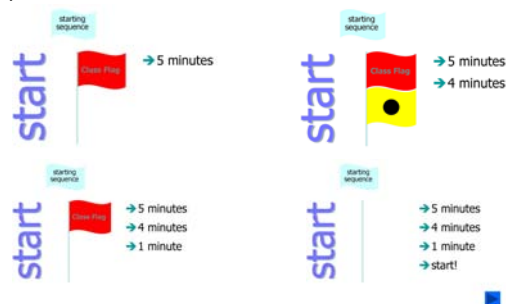 starting
sequence
start
Class Flag
→5 minutes
starting
sequence
start
Class Flag
→5 minutes
→4 minutes
starting
sequence
start
Class Flag
→5 minutes
→4 minutes
→1 minute
starting
sequence
start
→5 minutes
→4 minutes
→1 minute
→start!